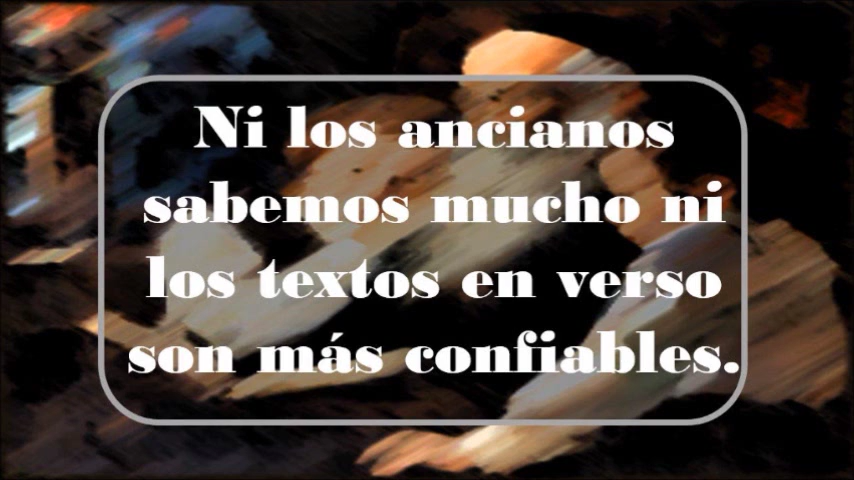 Ni los ancianos
sabemos mucho ni
los textos en verso
son más confiables.